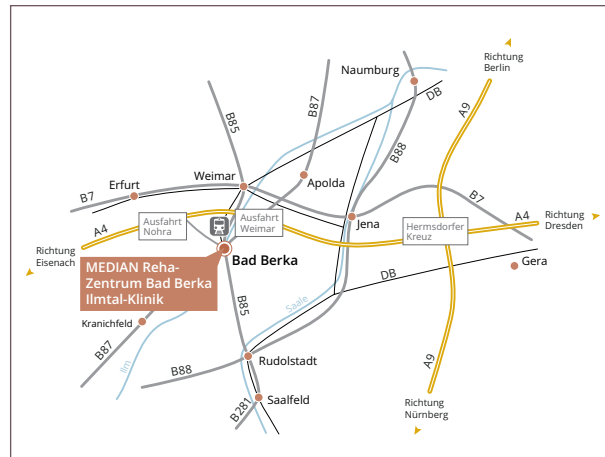 Richtung
Berlin
Naumburg
DB
A9
B87
B85
B88
Weimar
Erfurt
Apolda
B7
B7
Ausfahrt
Nohra
Ausfahrt
Weimar
Jena
Hermsdorfer
Kreuz
A4
Richtung
Dresden
A4
Richtung
Eisenach
Bad Berka
Gera
MEDIAN Reha-
Zentrum Bad Berka
Ilmtal-Klinik
DB
B85
Saale
Kranichfeld
B87
Ilm
Rudolstadt
B88
A9
Saalfeld
B281
Richtung
Nürnberg